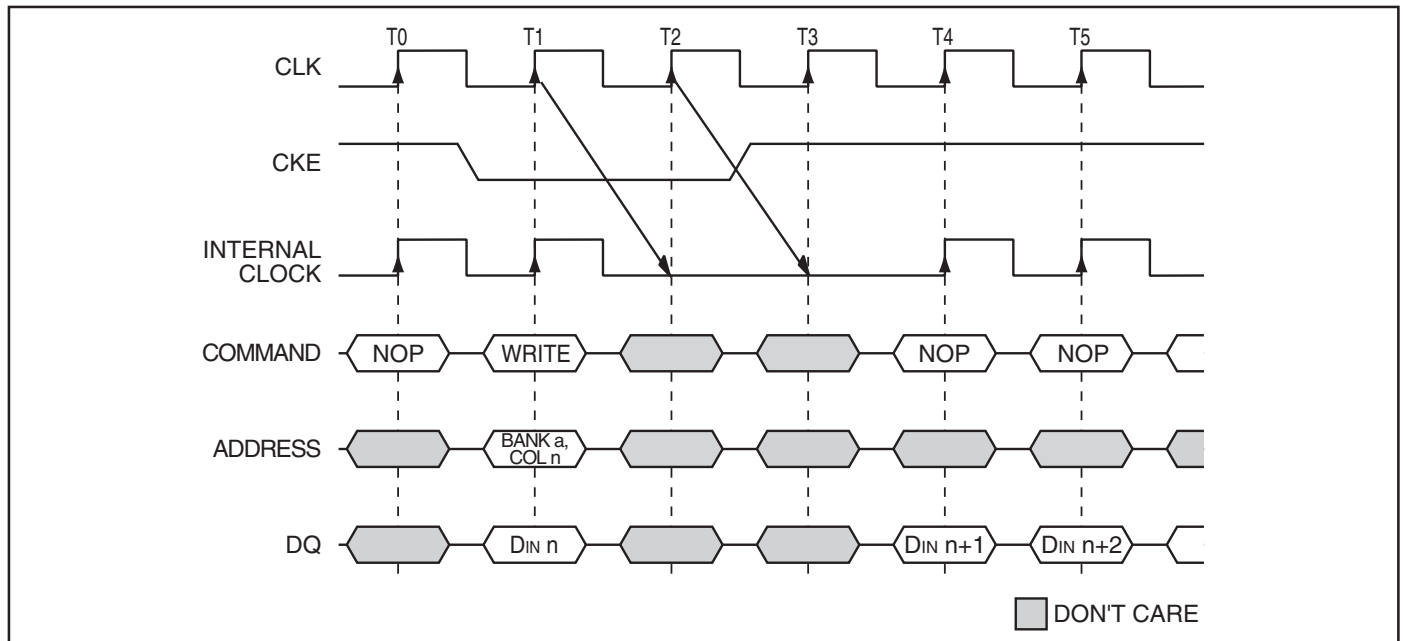 T0 T1 T2 T3 T4 T5
CLK
CKE
INTERNAL
CLOCK
COMMAND NOP WRITE NOP NOP
ADDRESS BANK a,
COL n
DQ DIN n DIN n+1 DIN n+2
DON'T CARE